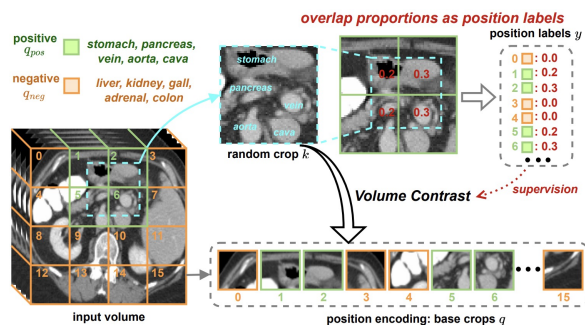 overlap proportions as position labels
positive
q_pos
stomach, pancreas,
vein, aorta, cava
negative
q_neg
liver, kidney, gall,
adrenal, colon
stomach
pancreas
vein
aorta
cava
random crop k
0.2 0.3
0.2 0.3
position labels y
0 : 0.0
1 : 0.2
2 : 0.3
3 : 0.0
4 : 0.0
5 : 0.2
6 : 0.3
Volume Contrast
supervision
0 1 2 3
4 5 6 7
8 9 10 11
12 13 14 15
input volume
0 1 2 3 4 5 6 15
position encoding: base crops q